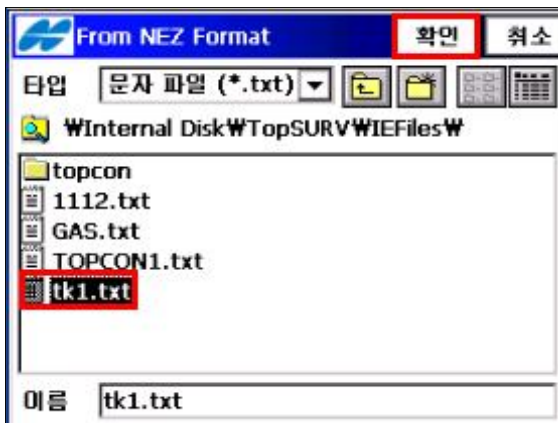 From NEZ Format 확인 취소
타입 문자 파일 (*.txt)
₩Internal Disk₩TopSURV₩IEFiles₩
topcon
1112.txt
GAS.txt
TOPCON1.txt
tk1.txt
이름 tk1.txt